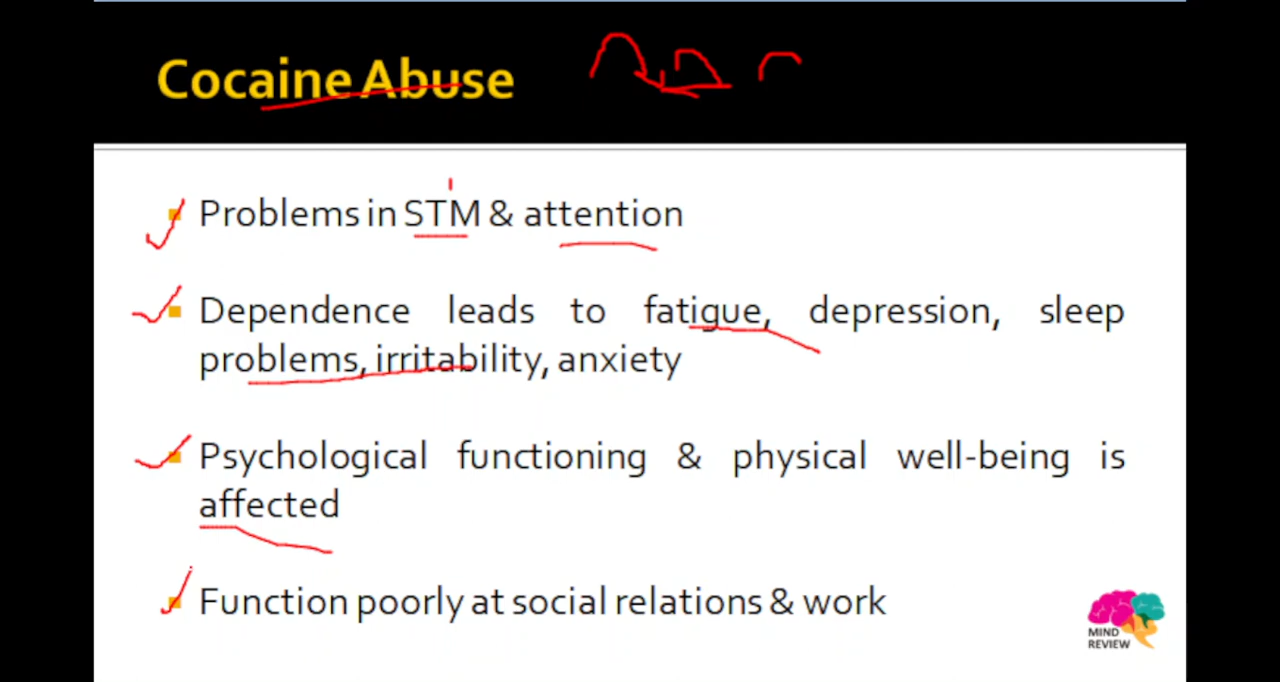 Cocaine Abuse
Problems in STM & attention
Dependence leads to fatigue, depression, sleep
problems, irritability, anxiety
Psychological functioning & physical well-being is
affected
Function poorly at social relations & work
MIND
REVIEW